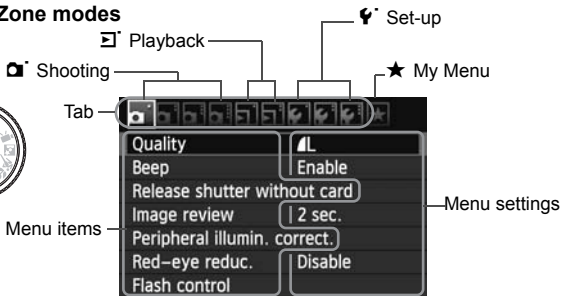 Zone modes
Set-up
Playback
Shooting
★ My Menu
Tab
Quality L
Beep Enable
Release shutter without card
Menu settings
Image review 2 sec.
Menu items
Peripheral illumin. correct.
Red-eye reduc. Disable
Flash control